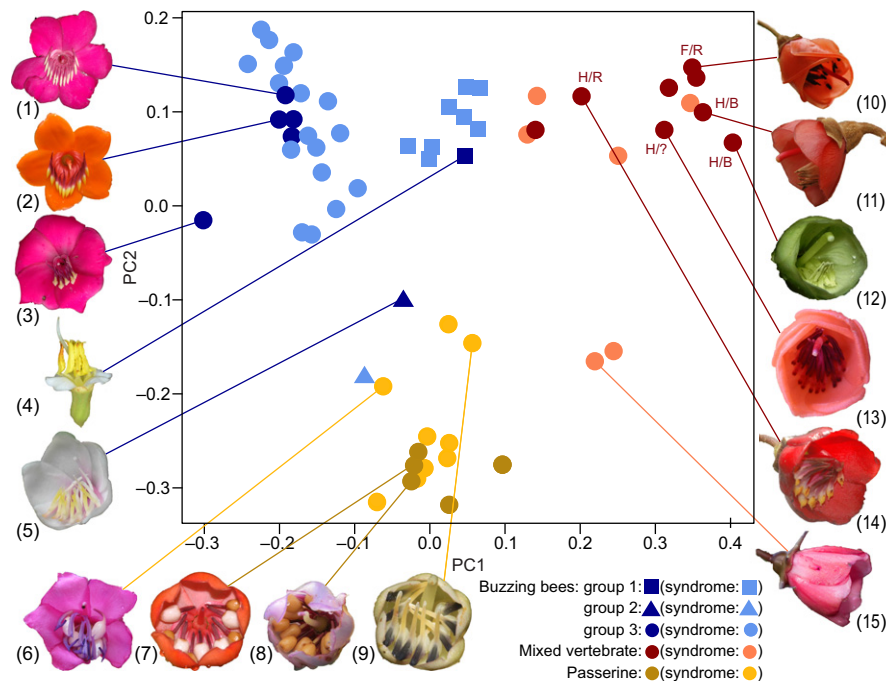 0.2
0.1
0.0
−0.1
−0.2
−0.3
PC2
−0.3
−0.2
−0.1
0.0
0.1
0.2
0.3
0.4
PC1
F/R
H/R
H/B
H/?
H/B
(1)
(2)
(3)
(4)
(5)
(6)
(7)
(8)
(9)
(10)
(11)
(12)
(13)
(14)
(15)
Buzzing bees: group 1: (syndrome: )
group 2: (syndrome: )
group 3: (syndrome: )
Mixed vertebrate: (syndrome: )
Passerine: (syndrome: )